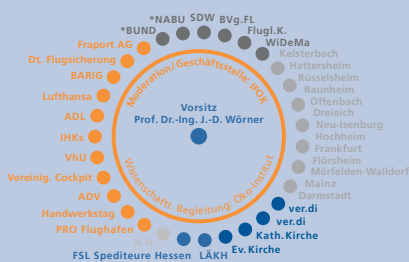 *NABU
SDW
BVg.FL
*BUND
Flugl.K.
WiDeMa
Fraport AG
Dt. Flugsicherung
BARIG
Lufthansa
ADL
IHKs
VhU
Vereinig. Cockpit
ADV
Handwerkstag
PRO Flughafen
N.N.
FSL Spediteure Hessen
LÄKH
Ev. Kirche
Kath. Kirche
ver.di
ver.di
Kelsterbach
Hattersheim
Rüsselsheim
Raunheim
Offenbach
Dreieich
Neu-Isenburg
Hochheim
Frankfurt
Flörsheim
Mörfelden-Walldorf
Mainz
Darmstadt
Moderation/Geschäftsstelle: IFOK
Vorsitz
Prof. Dr.-Ing. J.-D. Wörner
Wissenschaftl. Begleitung: Öko-Institut